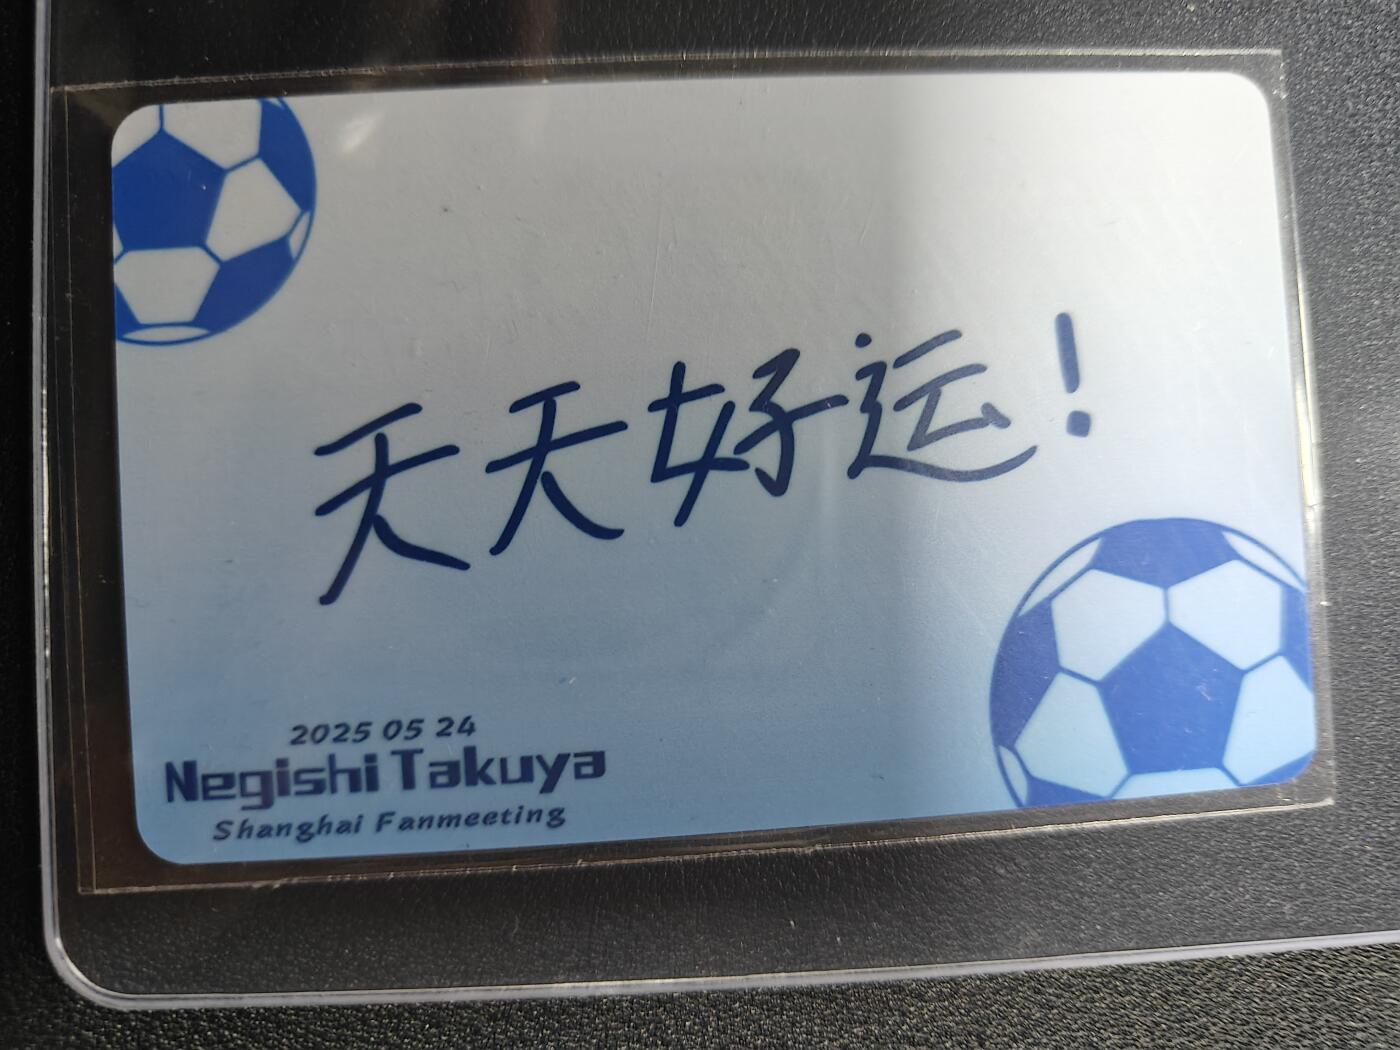 天天好运！
2025 05 24
Negishi Takuya
Shanghai Fanmeeting